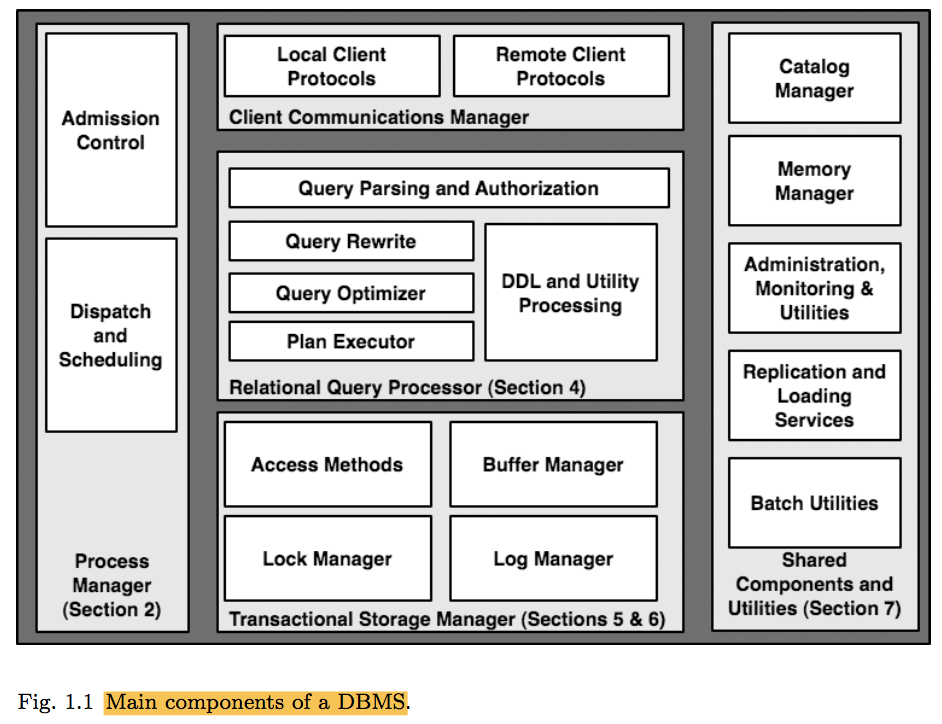 Admission
Control
Dispatch
and
Scheduling
Process
Manager
(Section 2)
Local Client
Protocols
Remote Client
Protocols
Client Communications Manager
Query Parsing and Authorization
Query Rewrite
Query Optimizer
Plan Executor
DDL and Utility
Processing
Relational Query Processor (Section 4)
Access Methods
Buffer Manager
Lock Manager
Log Manager
Transactional Storage Manager (Sections 5 & 6)
Catalog
Manager
Memory
Manager
Administration,
Monitoring &
Utilities
Replication and
Loading
Services
Batch Utilities
Shared
Components and
Utilities (Section 7)
Fig. 1.1 Main components of a DBMS.